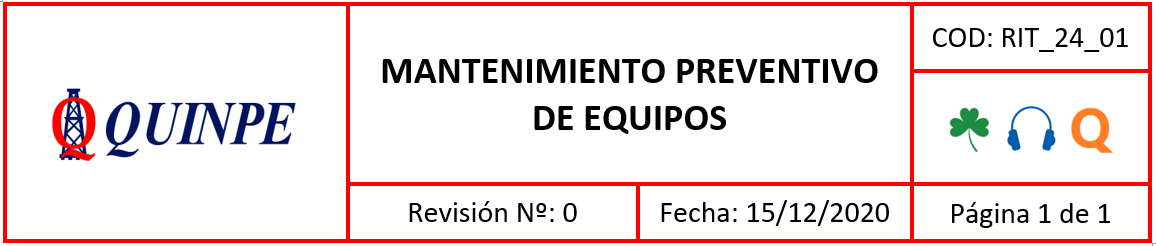 QUINPE
MANTENIMIENTO PREVENTIVO
DE EQUIPOS
COD: RIT_24_01
Q
Revisión Nº: 0
Fecha: 15/12/2020
Página 1 de 1